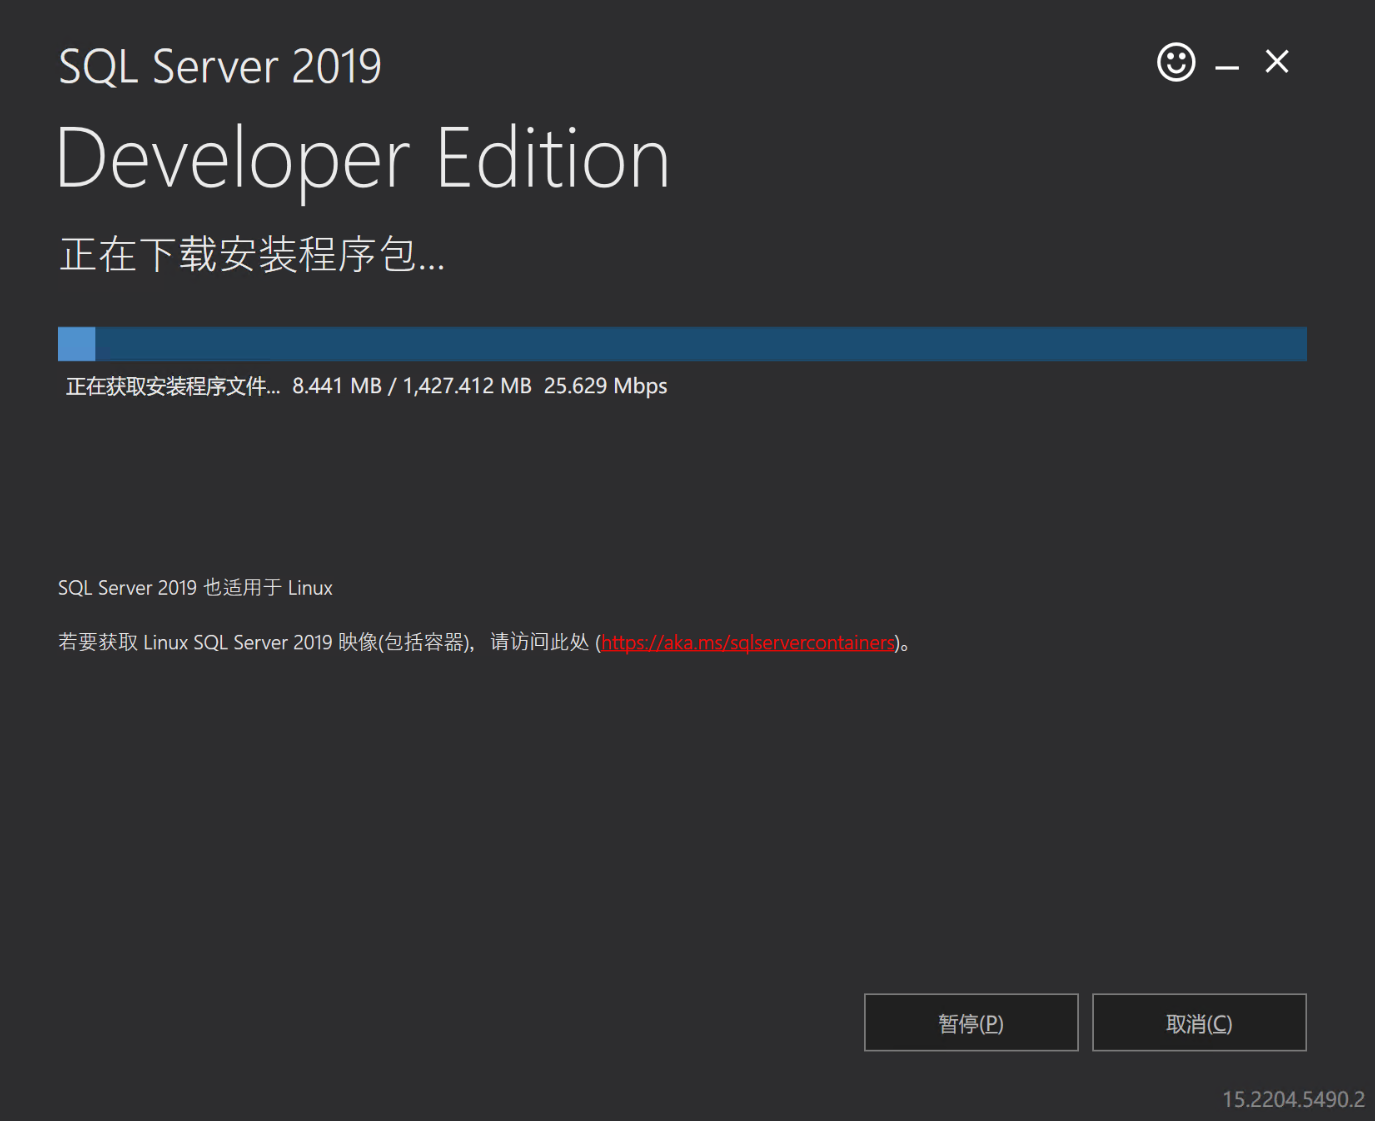 SQL Server 2019
Developer Edition
正在下载安装程序包...
正在获取安装程序文件... 8.441 MB / 1,427.412 MB 25.629 Mbps
SQL Server 2019 也适用于 Linux
若要获取 Linux SQL Server 2019 映像(包括容器)，请访问此处 (https://aka.ms/sqlservercontainers)。
暂停(P)
取消(C)
15.2204.5490.2